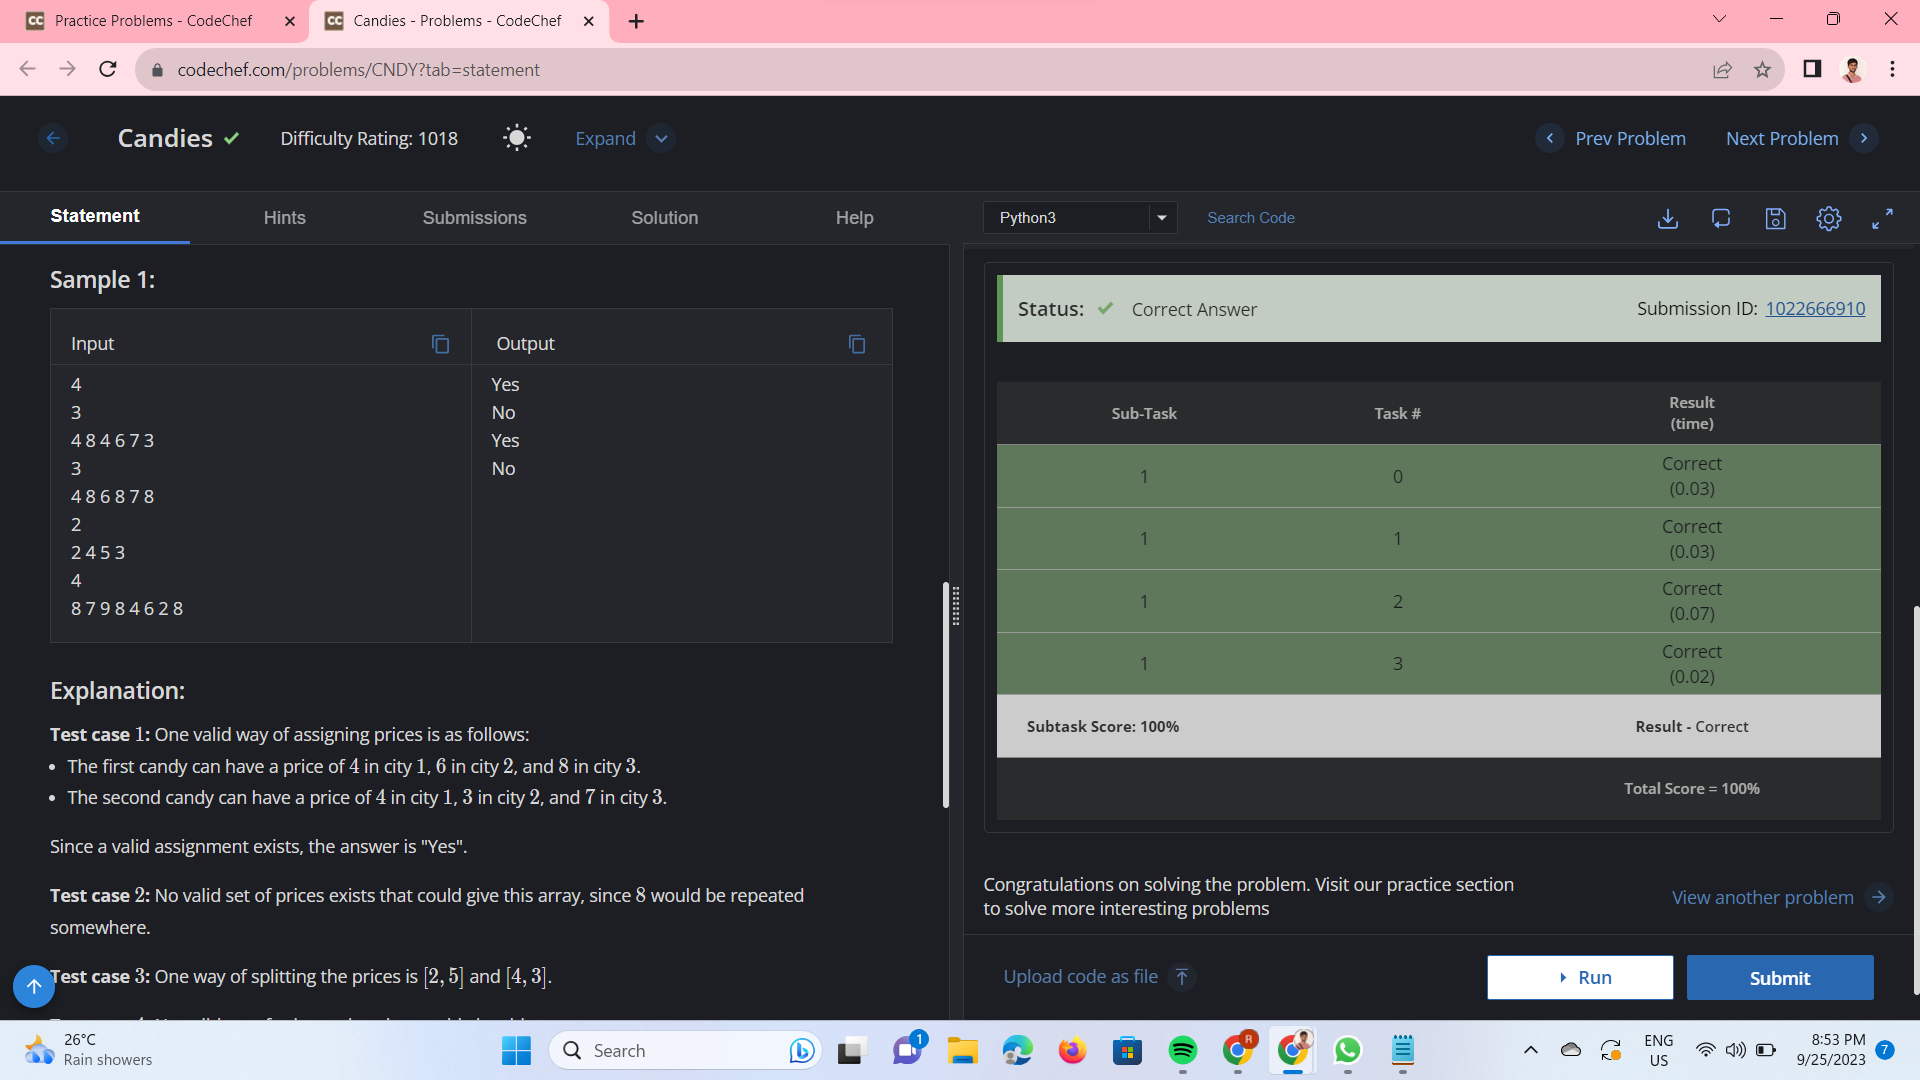 Practice Problems - CodeChef
Candies - Problems - CodeChef
codechef.com/problems/CNDY?tab=statement
Candies
Difficulty Rating: 1018
Expand
Prev Problem
Next Problem
Statement
Hints
Submissions
Solution
Help
Python3
Search Code
Sample 1:
Input
Output
4
3
4 8 4 6 7 3
3
4 8 6 8 7 8
2
2 4 5 3
4
8 7 9 8 4 6 2 8
Yes
No
Yes
No
Explanation:
Test case 1: One valid way of assigning prices is as follows:
• The first candy can have a price of 4 in city 1, 6 in city 2, and 8 in city 3.
• The second candy can have a price of 4 in city 1, 3 in city 2, and 7 in city 3.
Since a valid assignment exists, the answer is "Yes".
Test case 2: No valid set of prices exists that could give this array, since 8 would be repeated
somewhere.
Test case 3: One way of splitting the prices is [2, 5] and [4, 3].
Status: Correct Answer
Submission ID: 1022666910
Sub-Task
Task #
Result
(time)
1
0
Correct
(0.03)
1
1
Correct
(0.03)
1
2
Correct
(0.07)
1
3
Correct
(0.02)
Subtask Score: 100%
Result - Correct
Total Score = 100%
Congratulations on solving the problem. Visit our practice section
to solve more interesting problems
View another problem
Upload code as file
Run
Submit
26°C
Rain showers
Search
1
R
ENG
US
8:53 PM
9/25/2023
7